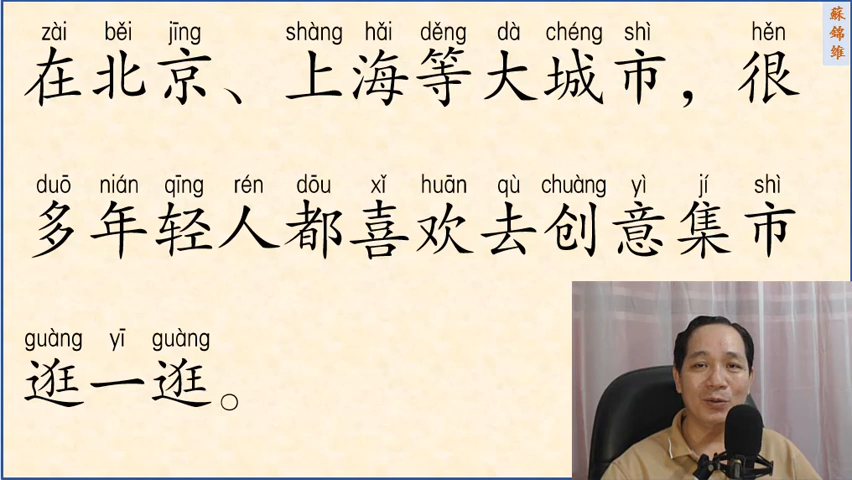 zài běi jīng shàng hǎi děng dà chéng shì hěn
在北京、上海等大城市，很
duō nián qīng rén dōu xǐ huān qù chuàng yì jí shì
多年轻人都喜欢去创意集市
guàng yī guàng
逛一逛。
蘇錦維